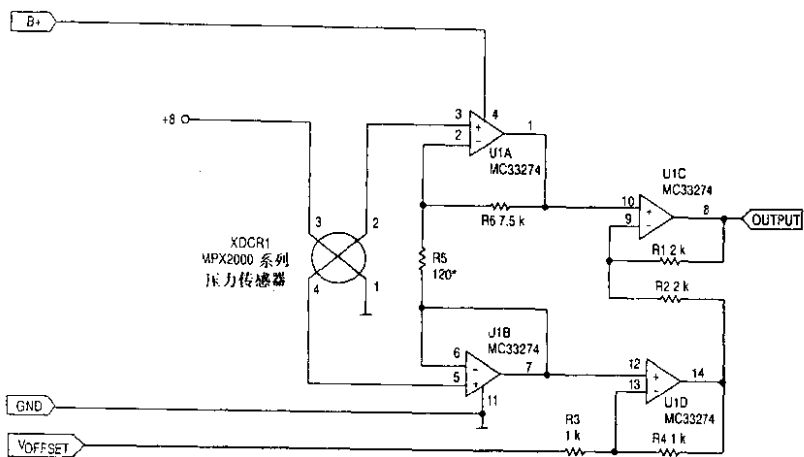 B+
+8
3
2
4
1
U1A
MC33274
R6 7.5 k
U1C
MC33274
10
9
8
OUTPUT
R1 2 k
R2 2 k
3
2
XDCR1
MPX2000 系列
压力传感器
4
1
R5
120*
U1B
MC33274
6
5
7
11
12
13
14
U1D
MC33274
GND
VOFFSET
R3
1 k
R4 1 k